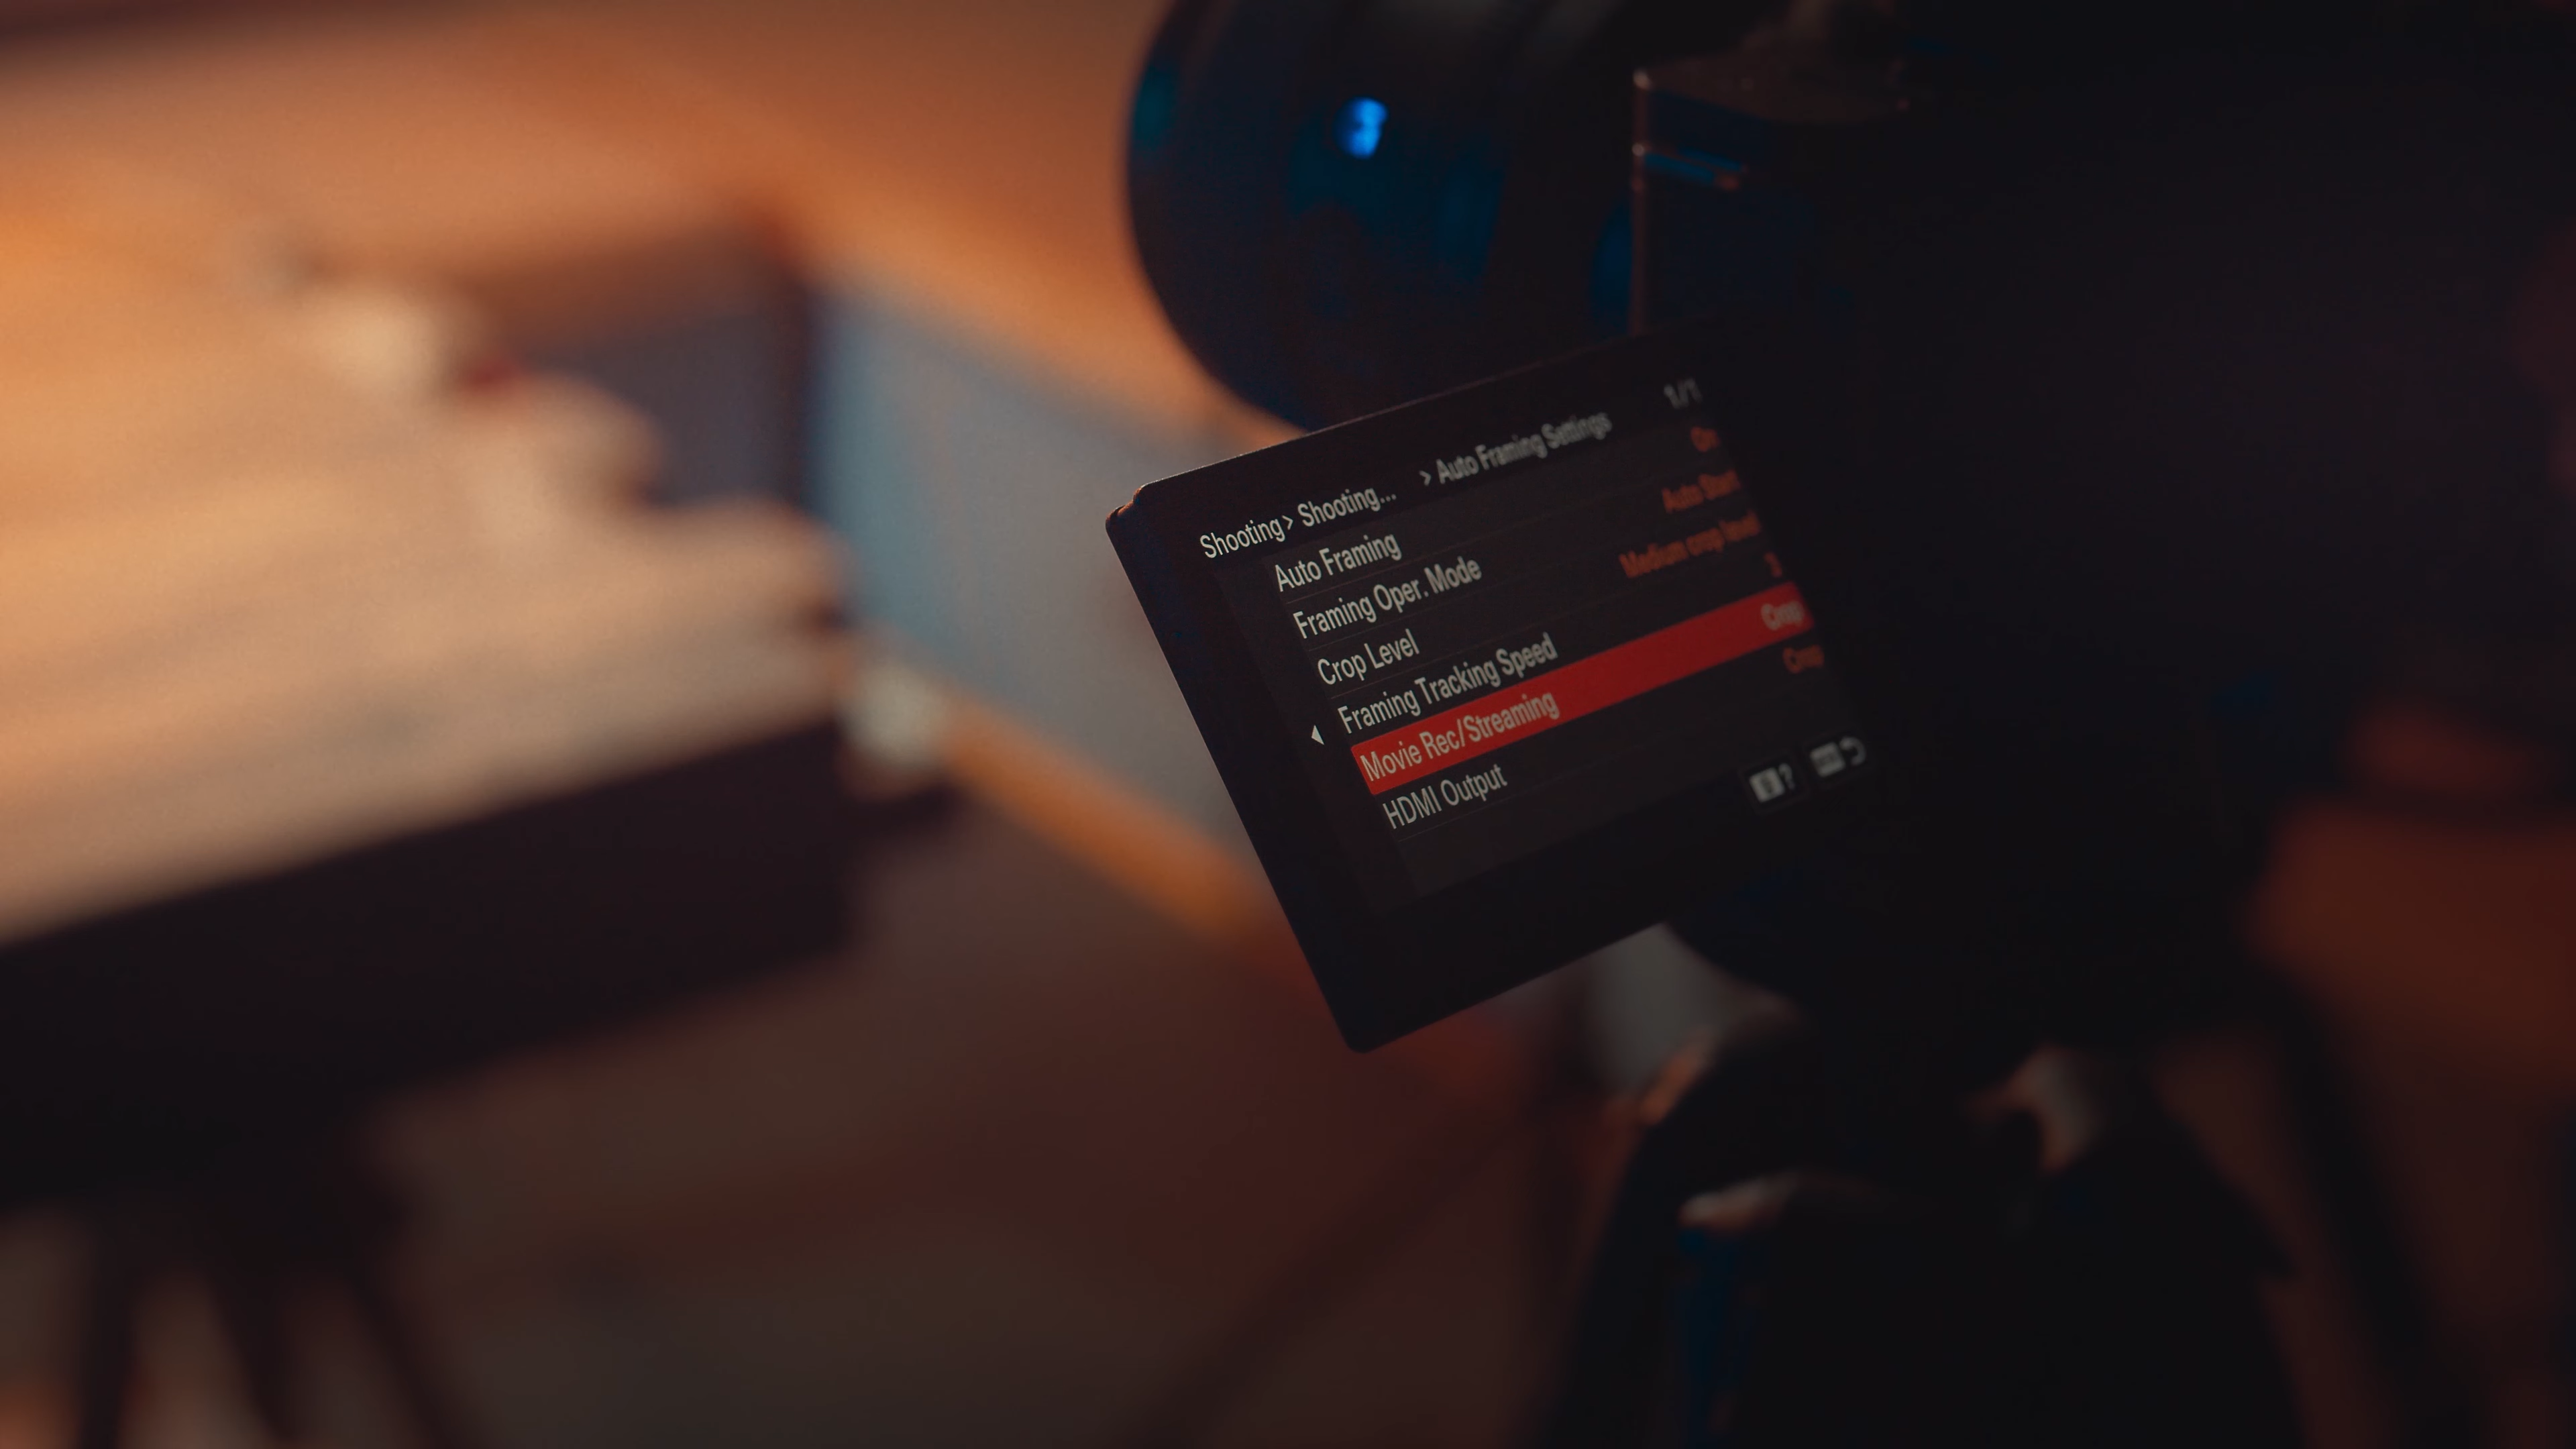 Shooting > Shooting... > Auto Framing Settings 1/1
Auto Framing On
Framing Oper. Mode Auto Start
Crop Level Medium crop level
Framing Tracking Speed 3
Movie Rec/Streaming Crop
HDMI Output Crop
?